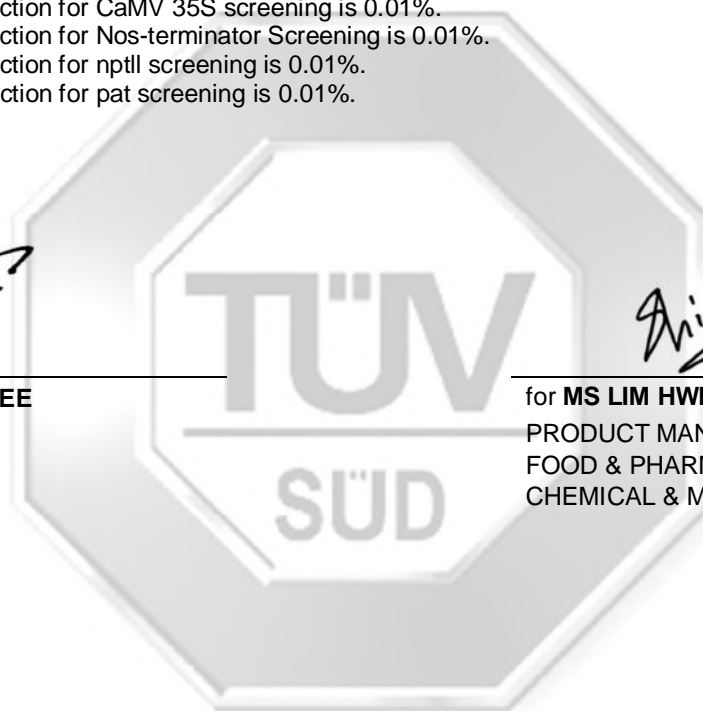 ction for CaMV 35S screening is 0.01%.
ction for Nos-terminator Screening is 0.01%.
ction for nptII screening is 0.01%.
ction for pat screening is 0.01%.
TÜV
SÜD
EE
for MS LIM HW
PRODUCT MAN
FOOD & PHAR
CHEMICAL & M